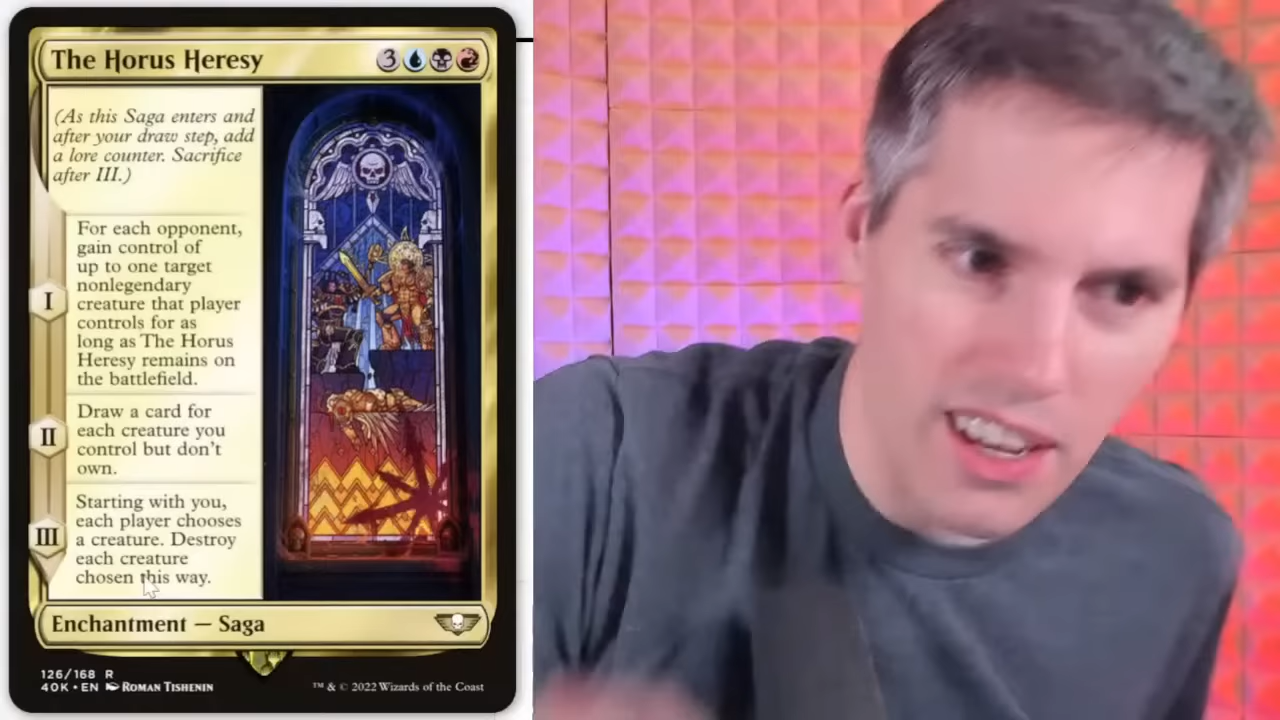 The Horus Heresy
3
(As this Saga enters and
after your draw step, add
a lore counter. Sacrifice
after III.)
I
For each opponent,
gain control of
up to one target
nonlegendary
creature that player
controls for as
long as The Horus
Heresy remains on
the battlefield.
II
Draw a card for
each creature you
control but don't
own.
III
Starting with you,
each player chooses
a creature. Destroy
each creature
chosen this way.
Enchantment — Saga
126/168 R
40K • EN Roman Tishenin
™ & © 2022 Wizards of the Coast